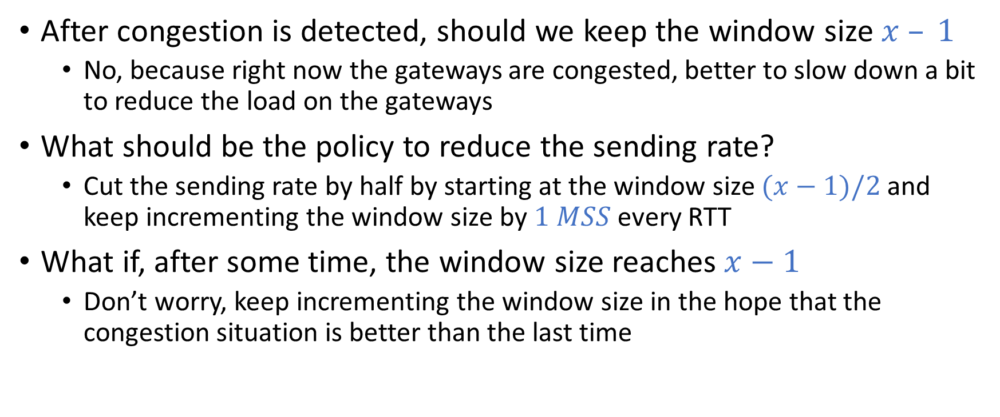 • After congestion is detected, should we keep the window size x – 1
• No, because right now the gateways are congested, better to slow down a bit
to reduce the load on the gateways
• What should be the policy to reduce the sending rate?
• Cut the sending rate by half by starting at the window size (x − 1)/2 and
keep incrementing the window size by 1 MSS every RTT
• What if, after some time, the window size reaches x − 1
• Don’t worry, keep incrementing the window size in the hope that the
congestion situation is better than the last time